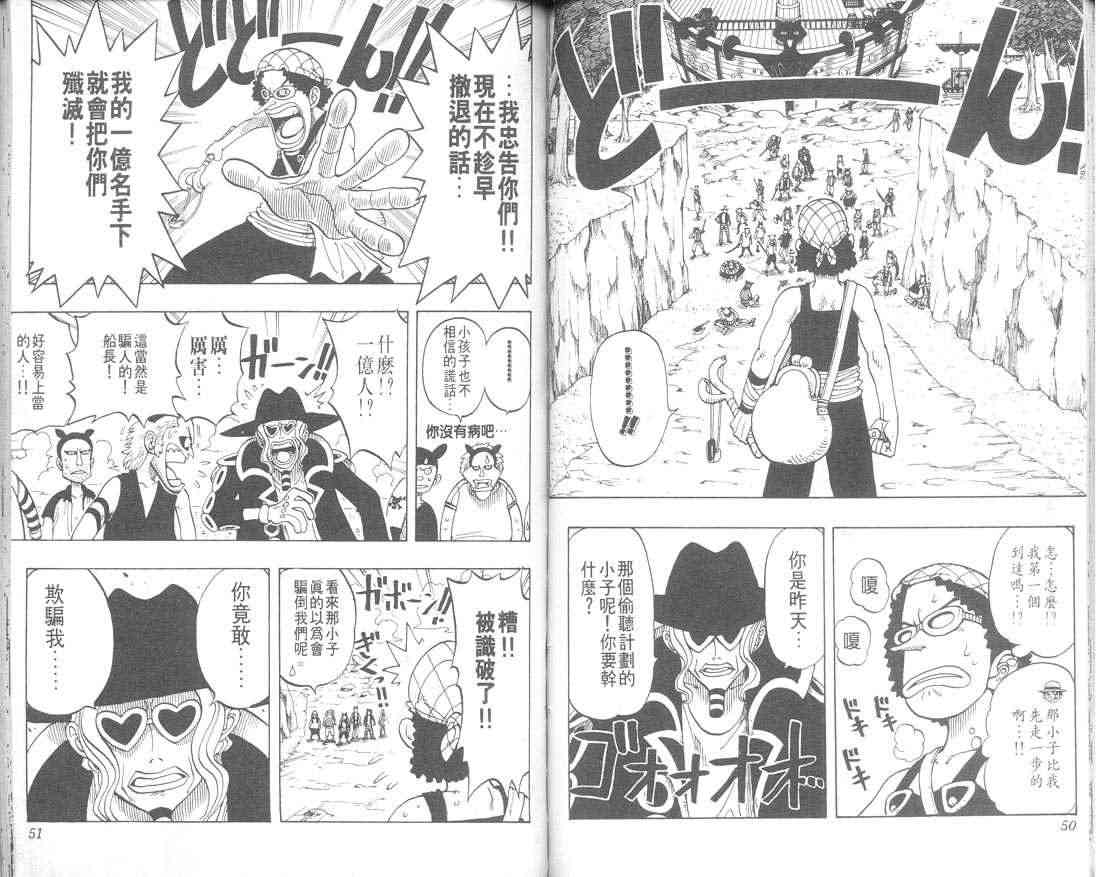 どーん!!
………………!!
怎…怎麼!?
我第一個
到達嗎…!?
那小子比我
先走一步的
啊…!!
嗄
嗄
ドキ
ドキ
你是昨天…
那個偷聽計劃的
小子呢!你要幹
什麼?
ゴオオオオオ
50
…我忠告你們!!
現在不趁早
撤退的話…
どどーん!!
我的一億名手下
就會把你們
殲滅!
…………
小孩子也不
相信的謊話…
你沒有病吧…
什麼!?
一億人!?
ガーン!!
厲…
厲害…
這當然是
騙人的!
船長!
好容易上當
的人…!!
糟!!
被識破了!!
ガボーン!!
ぎくっ!!
看來那小子
真的以為會
騙倒我們呢
。
你竟敢……
欺騙我……
51